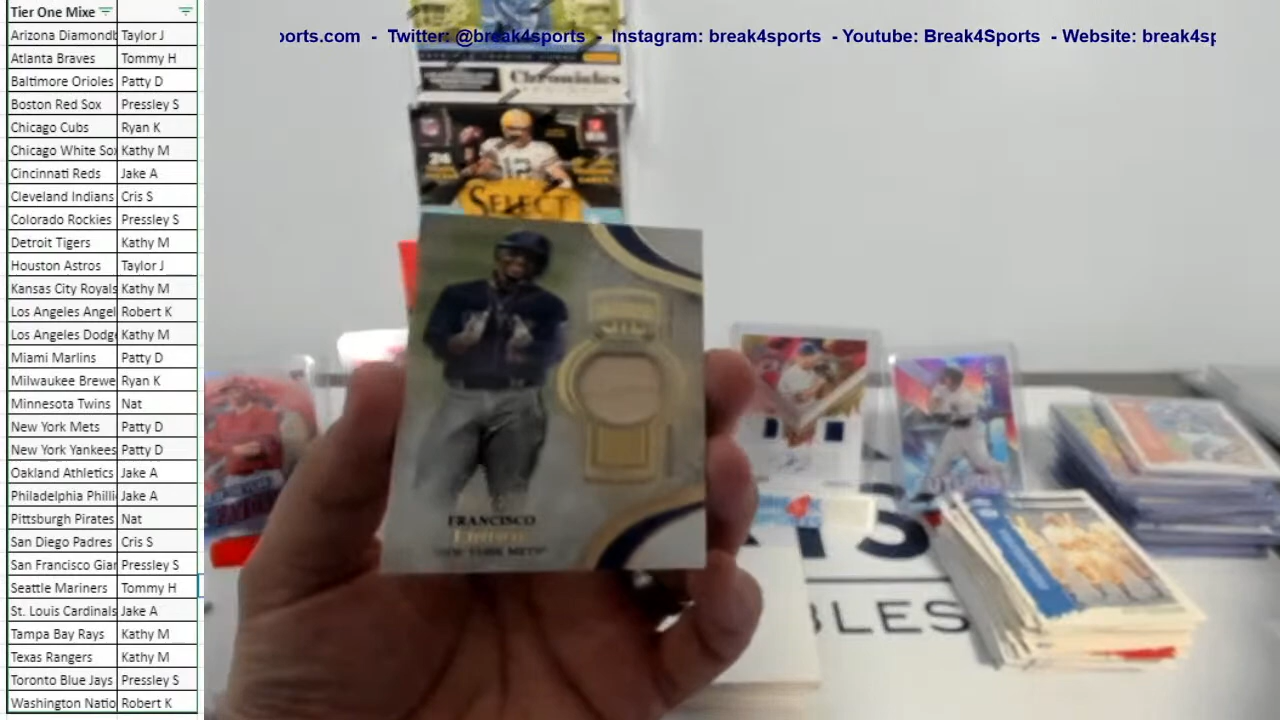 Tier One Mixe
Arizona Diamondb Taylor J
Atlanta Braves Tommy H
Baltimore Orioles Patty D
Boston Red Sox Pressley S
Chicago Cubs Ryan K
Chicago White Sox Kathy M
Cincinnati Reds Jake A
Cleveland Indians Cris S
Colorado Rockies Pressley S
Detroit Tigers Kathy M
Houston Astros Taylor J
Kansas City Royals Kathy M
Los Angeles Angel Robert K
Los Angeles Dodge Kathy M
Miami Marlins Patty D
Milwaukee Brewe Ryan K
Minnesota Twins Nat
New York Mets Patty D
New York Yankees Patty D
Oakland Athletics Jake A
Philadelphia Philli Jake A
Pittsburgh Pirates Nat
San Diego Padres Cris S
San Francisco Giar Pressley S
Seattle Mariners Tommy H
St. Louis Cardinals Jake A
Tampa Bay Rays Kathy M
Texas Rangers Kathy M
Toronto Blue Jays Pressley S
Washington Natio Robert K
ports.com - Twitter: @break4sports - Instagram: break4sports - Youtube: Break4Sports - Website: break4sp
Chronicles
12
SELECT
FRANCISCO
NEW YORK METS
BLES